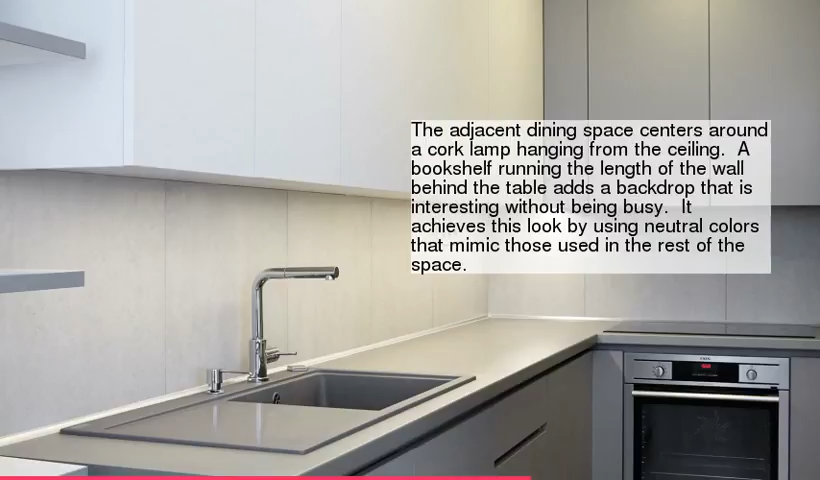 The adjacent dining space centers around
a cork lamp hanging from the ceiling.  A
bookshelf running the length of the wall
behind the table adds a backdrop that is
interesting without being busy.  It
achieves this look by using neutral colors
that mimic those used in the rest of the
space.